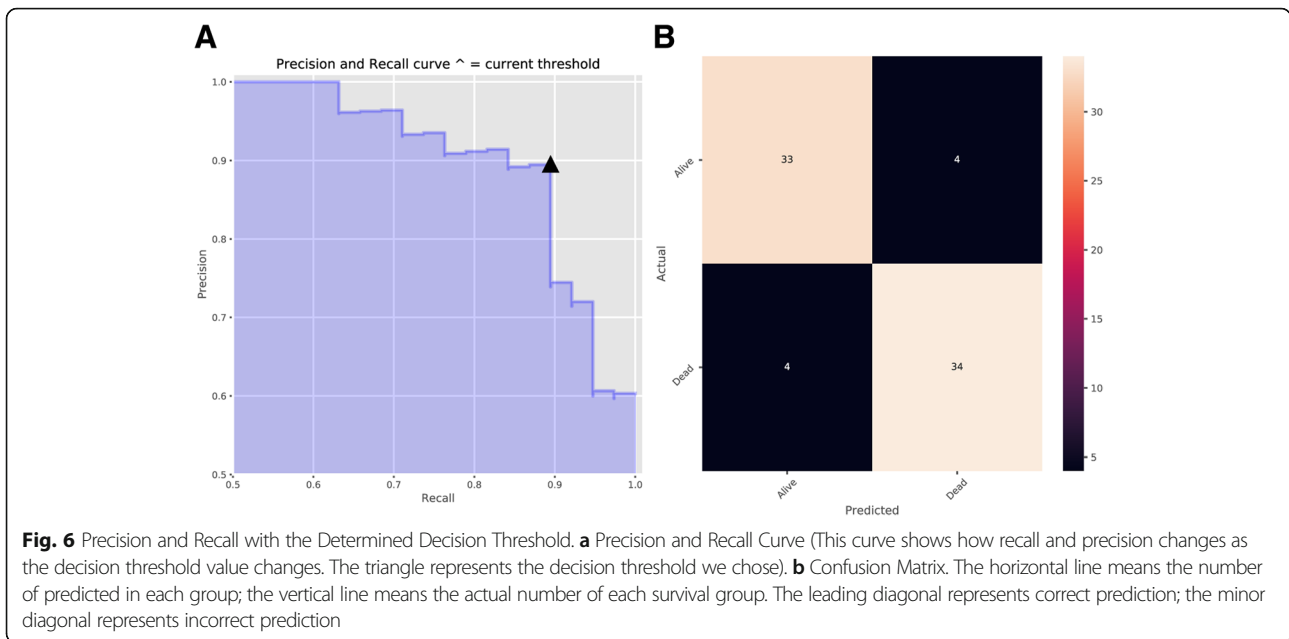 A
Precision and Recall curve ^ = current threshold
1.0
0.9
0.8
0.7
0.6
0.5
Precision
0.5 0.6 0.7 0.8 0.9 1.0
Recall
B
33 4
4 34
Alive
Dead
Actual
Alive Dead
Predicted
30
25
20
15
10
5
Fig. 6 Precision and Recall with the Determined Decision Threshold. a Precision and Recall Curve (This curve shows how recall and precision changes as
the decision threshold value changes. The triangle represents the decision threshold we chose). b Confusion Matrix. The horizontal line means the number
of predicted in each group; the vertical line means the actual number of each survival group. The leading diagonal represents correct prediction; the minor
diagonal represents incorrect prediction